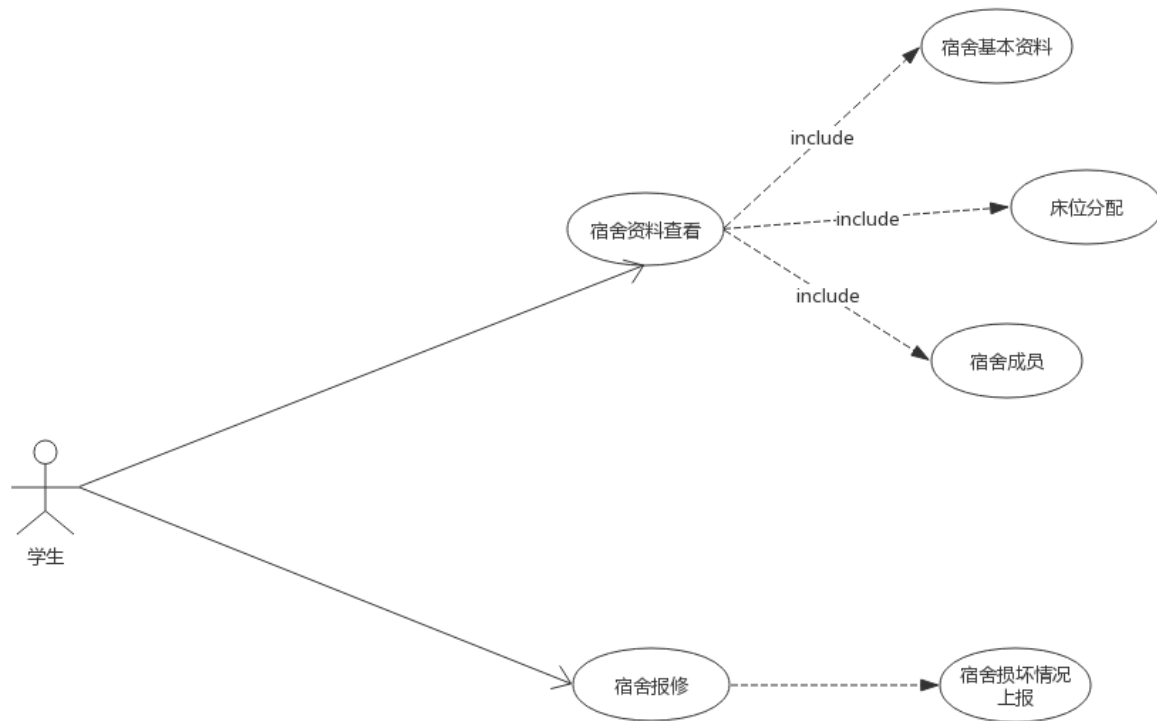 宿舍基本资料
include
宿舍资料查看
include
床位分配
include
宿舍成员
学生
宿舍报修
宿舍损坏情况
上报